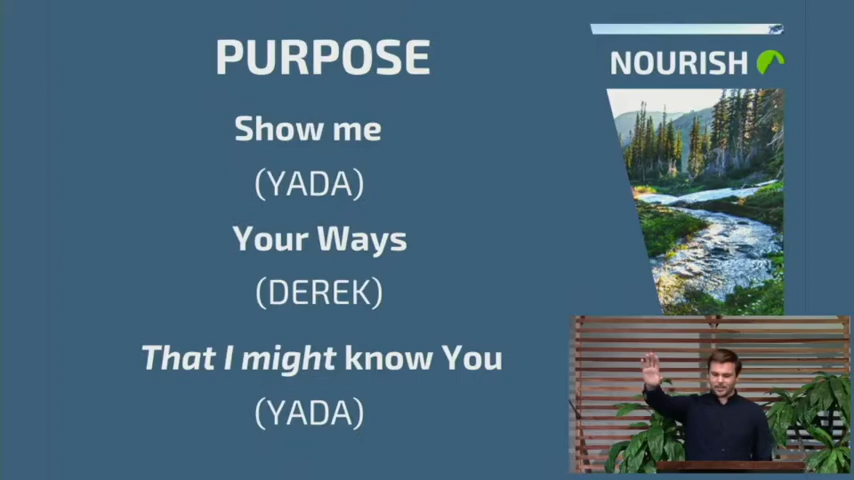 PURPOSE
NOURISH
Show me
(YADA)
Your Ways
(DEREK)
That I might know You
(YADA)